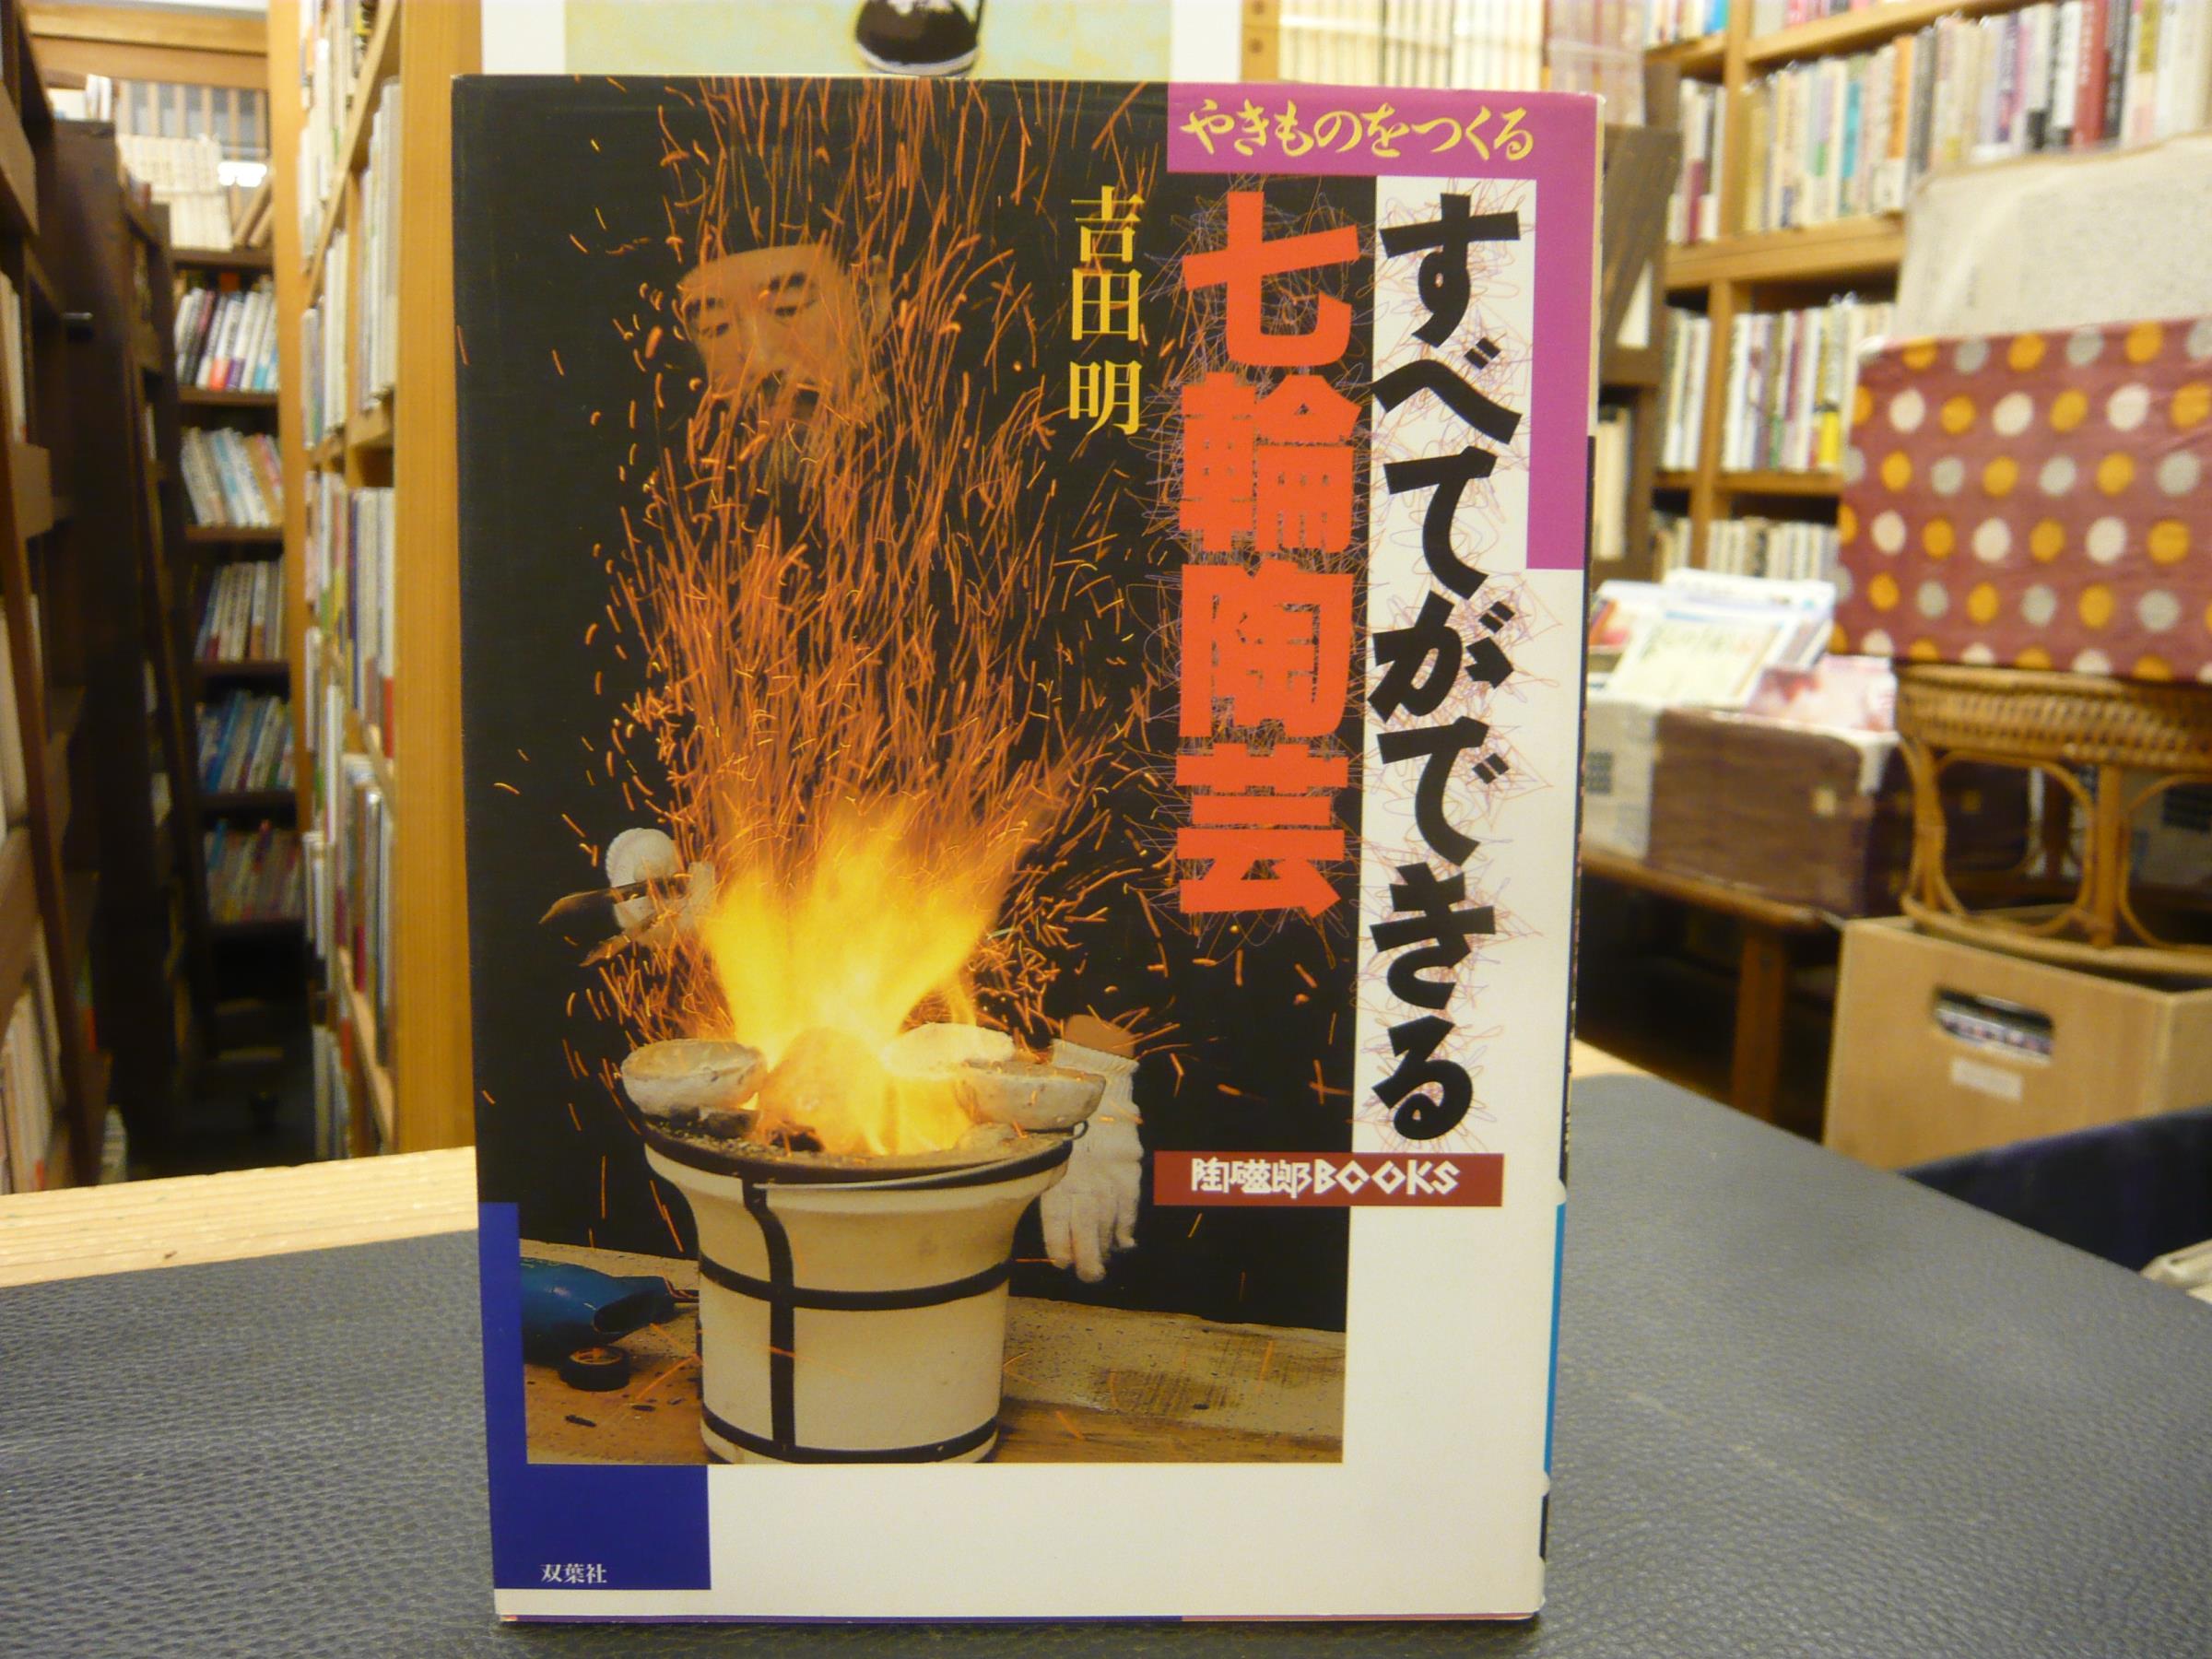 やきものをつくる
すべてができる
七輪陶芸
吉田明
陶磁郎BOOKS
双葉社